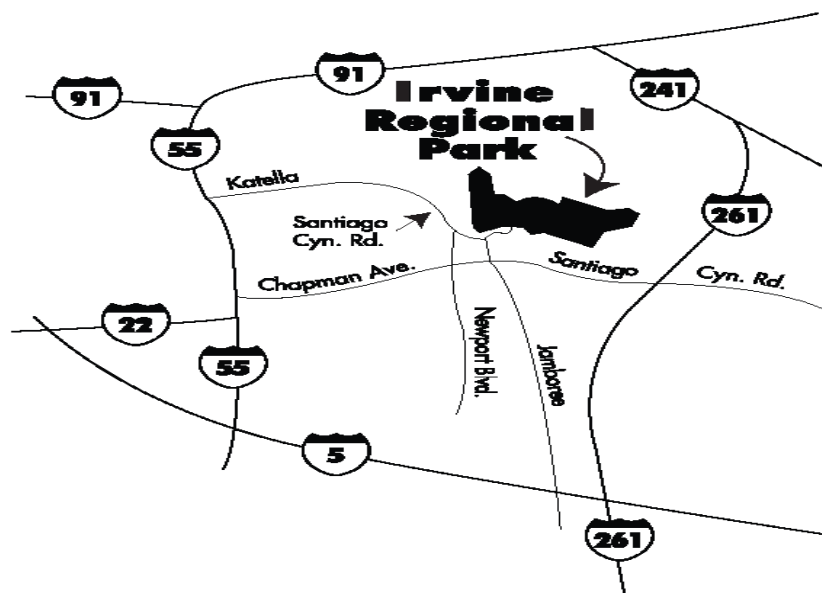 91
91
241
Irvine
Regional
Park
55
Katella
261
Santiago
Cyn. Rd.
Santiago
Cyn. Rd.
Chapman Ave.
22
Newport Blvd.
Jamboree
55
5
261